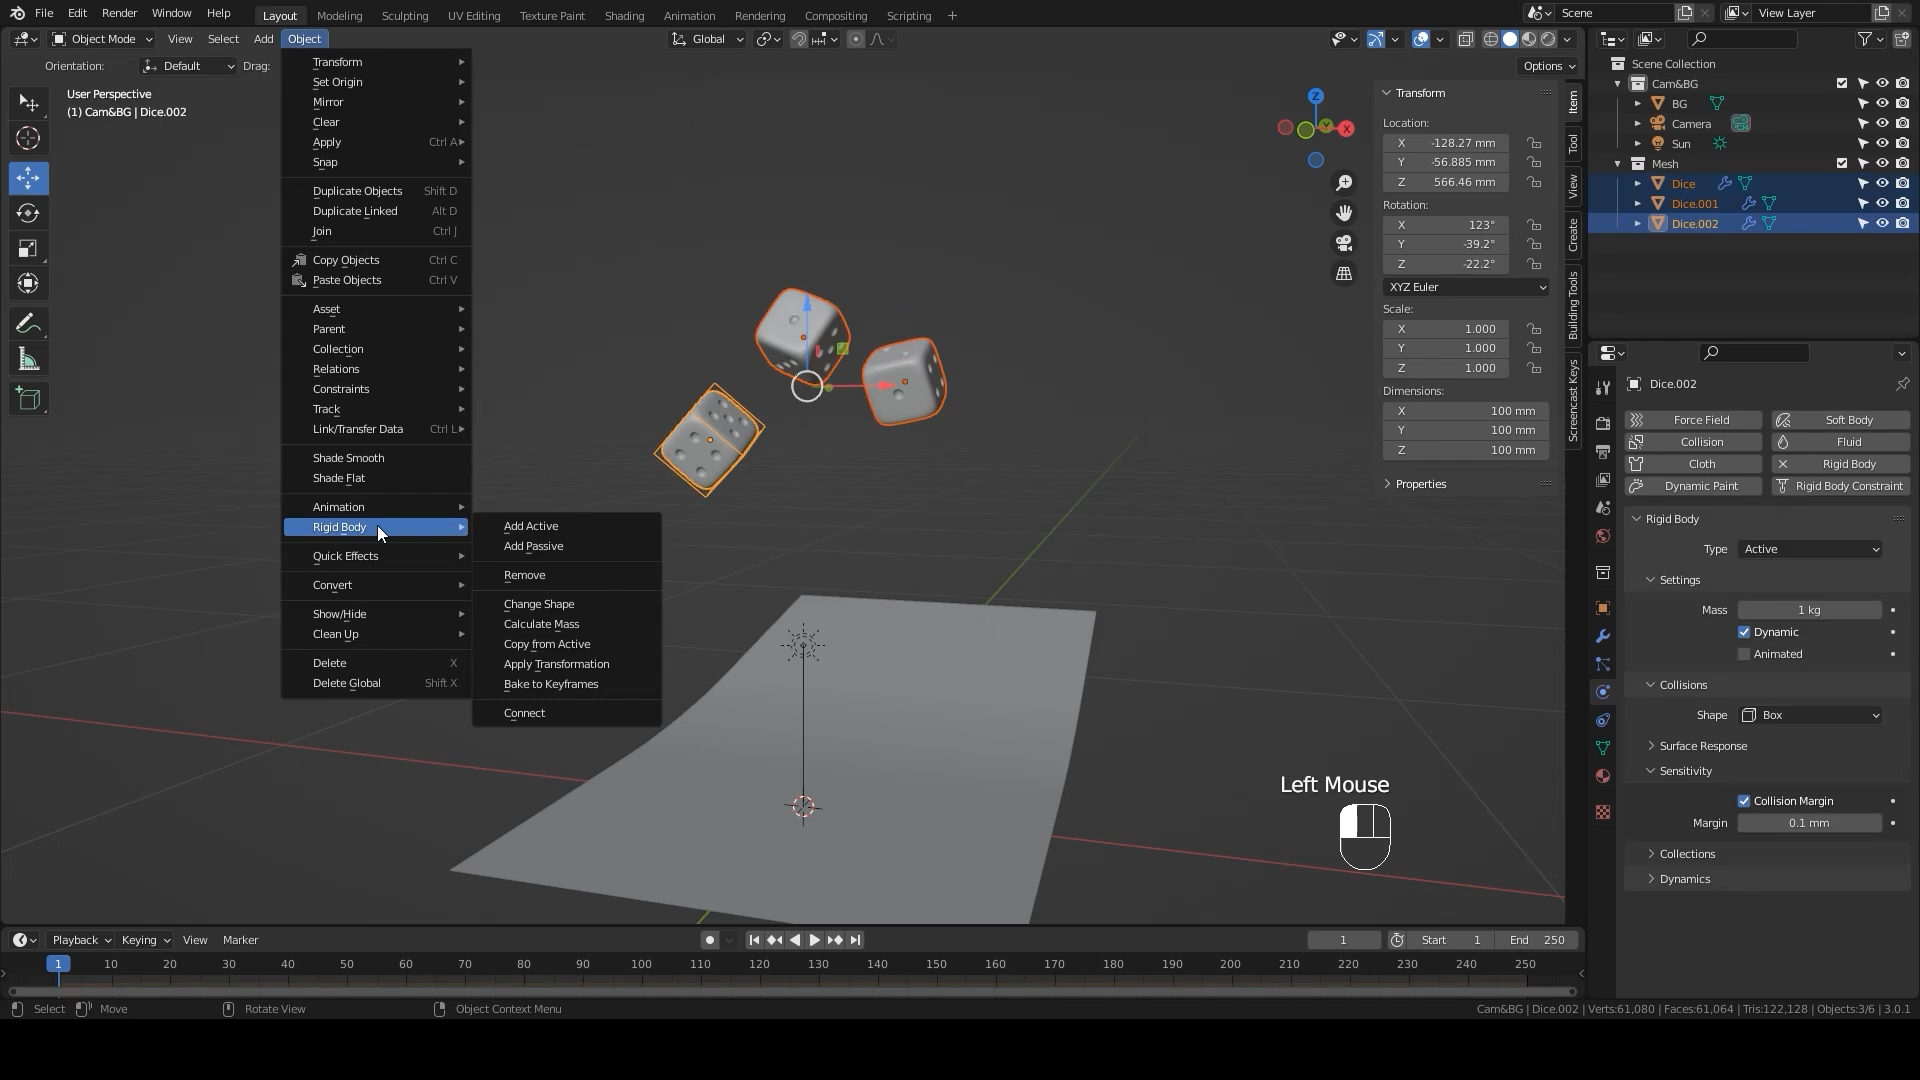 File Edit Render Window Help Layout Modeling Sculpting UV Editing Texture Paint Shading Animation Rendering Compositing Scripting + Scene View Layer
Object Mode View Select Add Object Global
Orientation: Default Drag: Options
User Perspective
(1) Cam&BG | Dice.002
Transform
Set Origin
Mirror
Clear
Apply Ctrl A
Snap
Duplicate Objects Shift D
Duplicate Linked Alt D
Join Ctrl J
Copy Objects Ctrl C
Paste Objects Ctrl V
Asset
Parent
Collection
Relations
Constraints
Track
Link/Transfer Data Ctrl L
Shade Smooth
Shade Flat
Animation
Rigid Body
Quick Effects
Convert
Show/Hide
Clean Up
Delete X
Delete Global Shift X
Add Active
Add Passive
Remove
Change Shape
Calculate Mass
Copy from Active
Apply Transformation
Bake to Keyframes
Connect
Z
Y
X
Left Mouse
Transform
Location:
X -128.27 mm
Y -56.885 mm
Z 566.46 mm
Rotation:
X 123°
Y -39.2°
Z -22.2°
XYZ Euler
Scale:
X 1.000
Y 1.000
Z 1.000
Dimensions:
X 100 mm
Y 100 mm
Z 100 mm
Properties
Item
Tool
View
Create
Building Tools
Screencast Keys
Scene Collection
Cam&BG
BG
Camera
Sun
Mesh
Dice
Dice.001
Dice.002
Dice.002
Force Field Soft Body
Collision Fluid
Cloth Rigid Body
Dynamic Paint Rigid Body Constraint
Rigid Body
Type Active
Settings
Mass 1 kg
Dynamic
Animated
Collisions
Shape Box
Surface Response
Sensitivity
Collision Margin
Margin 0.1 mm
Collections
Dynamics
Playback Keying View Marker 1 Start 1 End 250
1 10 20 30 40 50 60 70 80 90 100 110 120 130 140 150 160 170 180 190 200 210 220 230 240 250
Select Move Rotate View Object Context Menu Cam&BG | Dice.002 | Verts:61,080 | Faces:61,064 | Tris:122,128 | Objects:3/6 | 3.0.1